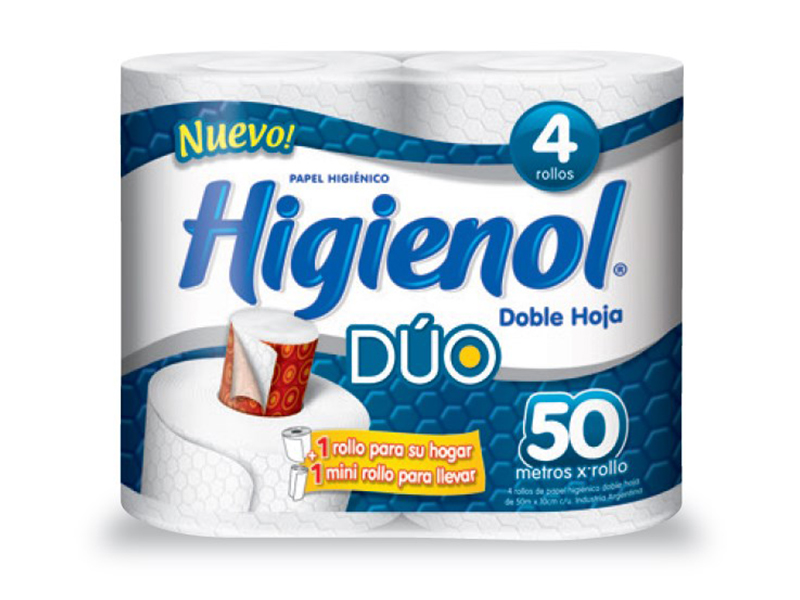 Nuevo!
4
rollos
PAPEL HIGIÉNICO
Higienol®
Doble Hoja
DÚO
+1 rollo para su hogar
1 mini rollo para llevar
50
metros x rollo
4 rollos de papel higiénico doble hoja
de 50m x 10cm c/u. Industria Argentina